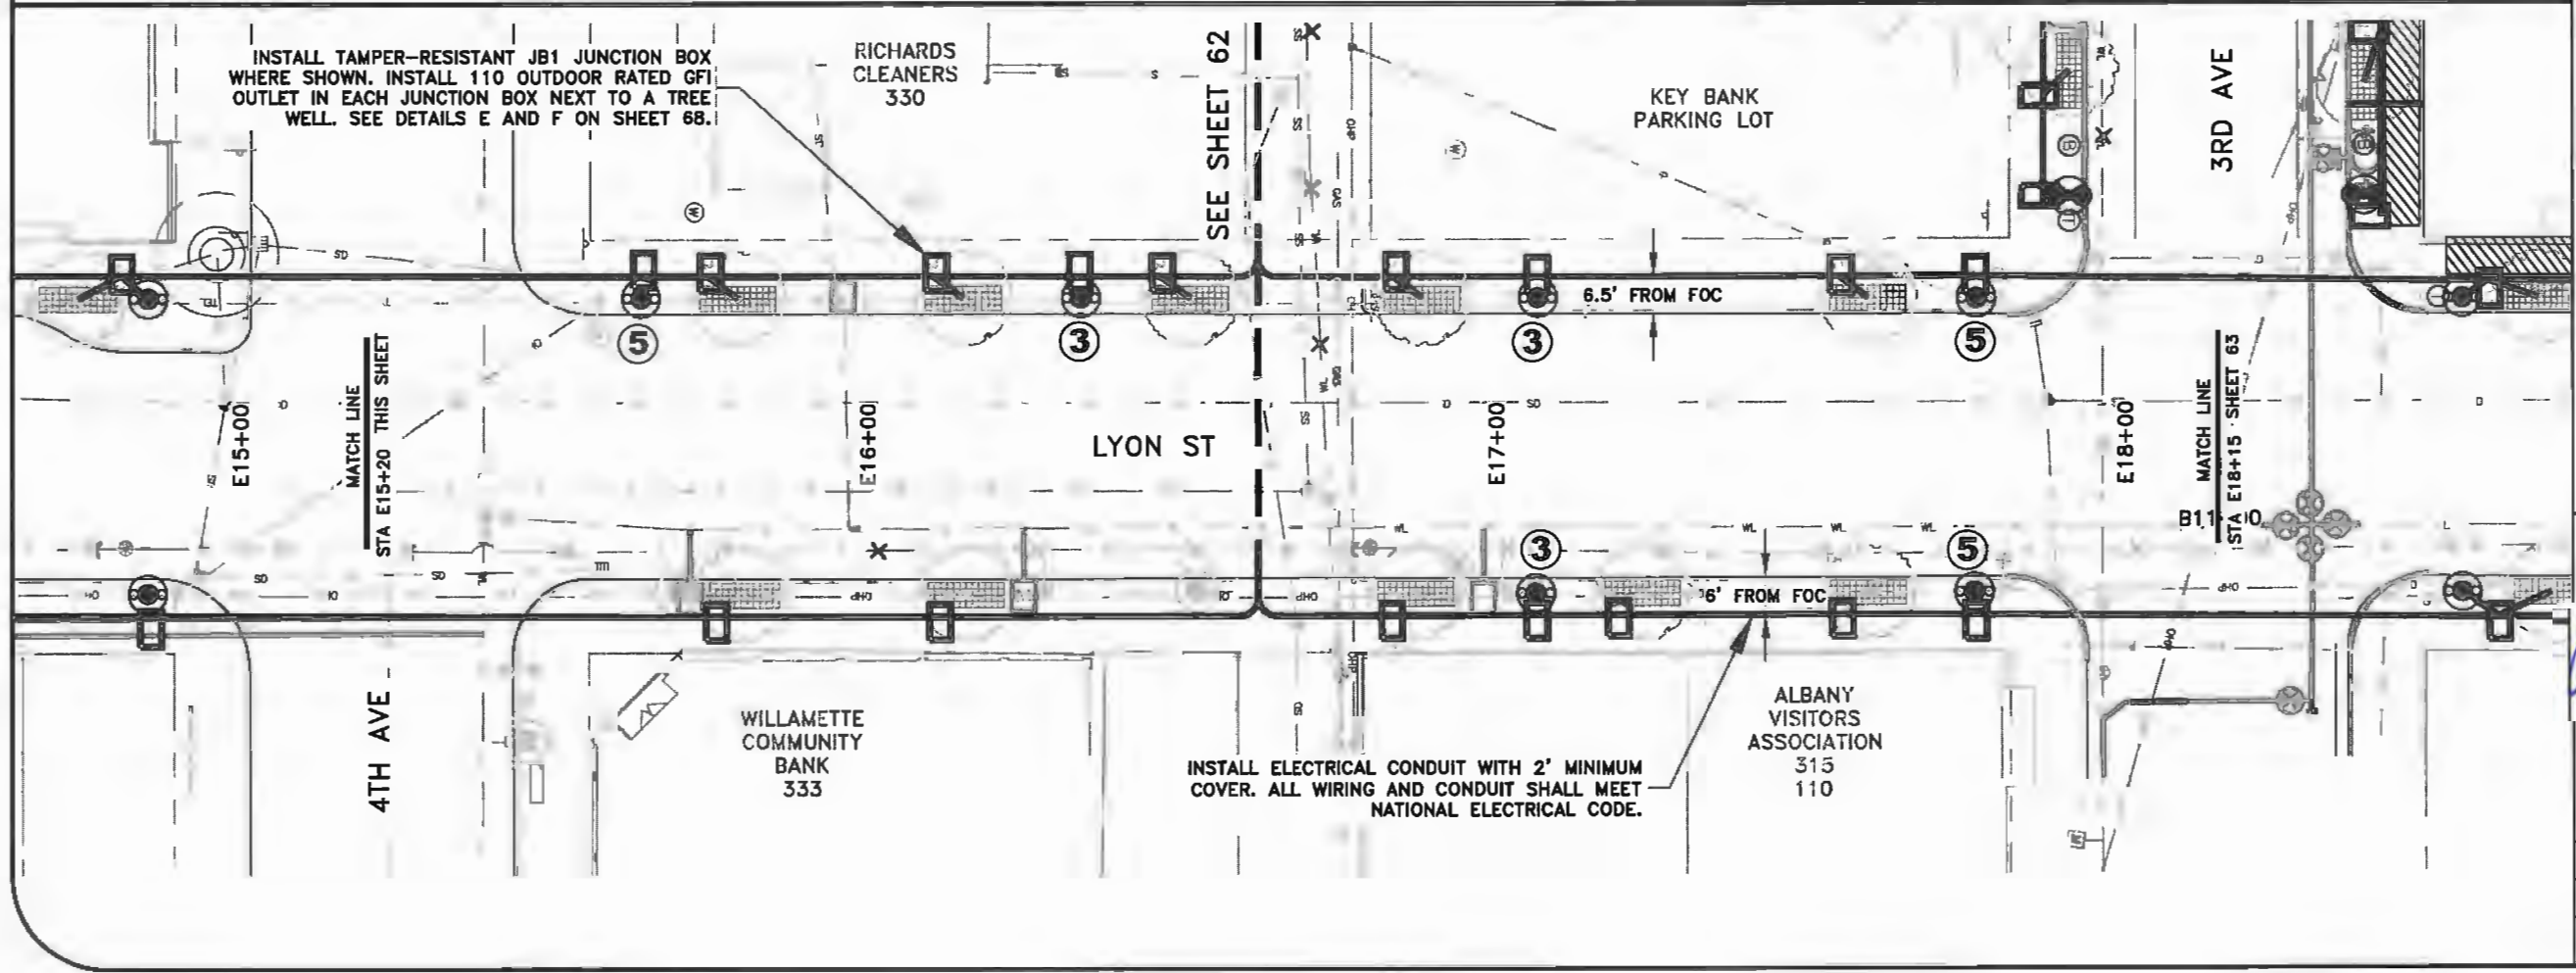 INSTALL TAMPER-RESISTANT JB1 JUNCTION BOX
WHERE SHOWN. INSTALL 110 OUTDOOR RATED GFI
OUTLET IN EACH JUNCTION BOX NEXT TO A TREE
WELL. SEE DETAILS E AND F ON SHEET 68.
RICHARDS
CLEANERS
330
SEE SHEET 62
KEY BANK
PARKING LOT
3RD AVE
6.5' FROM FOC
5
3
3
5
MATCH LINE
STA E15+20 THIS SHEET
E15+00
E16+00
LYON ST
E17+00
E18+00
MATCH LINE
STA E18+15 SHEET 63
3
5
6' FROM FOC
4TH AVE
WILLAMETTE
COMMUNITY
BANK
333
INSTALL ELECTRICAL CONDUIT WITH 2' MINIMUM
COVER. ALL WIRING AND CONDUIT SHALL MEET
NATIONAL ELECTRICAL CODE.
ALBANY
VISITORS
ASSOCIATION
315
110